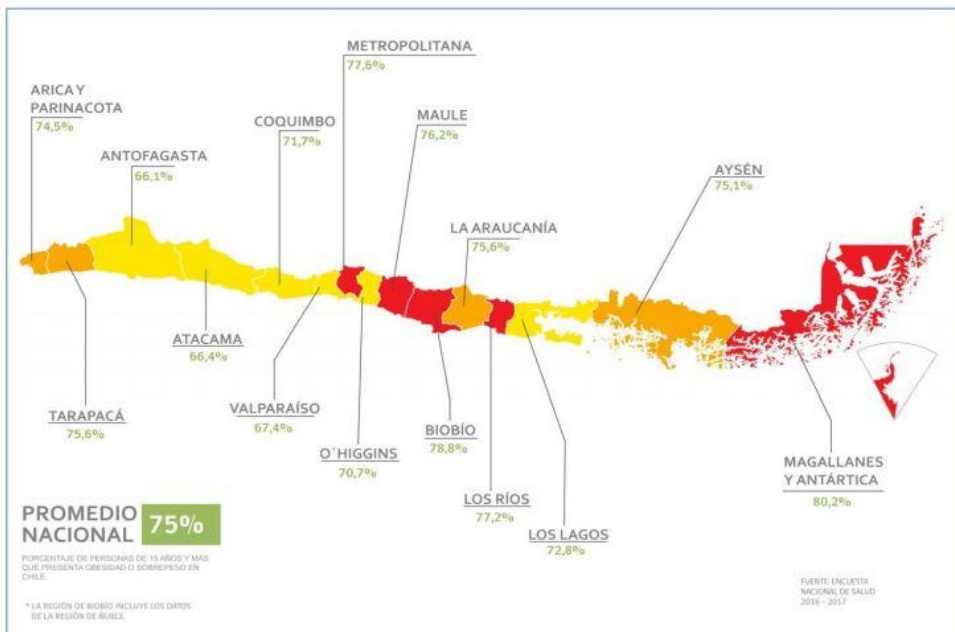 METROPOLITANA
77,6%
ARICA Y
PARINACOTA
74,5%
COQUIMBO
71,7%
MAULE
76,2%
ANTOFAGASTA
66,1%
AYSÉN
75,1%
LA ARAUCANÍA
75,6%
ATACAMA
66,4%
TARAPACÁ
75,6%
VALPARAÍSO
67,4%
O´HIGGINS
70,7%
BIOBÍO
78,8%
LOS RÍOS
77,2%
LOS LAGOS
72,8%
MAGALLANES
Y ANTÁRTICA
80,2%
PROMEDIO
NACIONAL
75%
PORCENTAJE DE PERSONAS DE 15 AÑOS Y MAS
QUE PRESENTA OBESIDAD O SOBREPESO EN
CHILE
* LA REGIÓN DE BIOBÍO INCLUYE LOS DATOS
DE LA REGIÓN DE ÑUBLE
FUENTE: ENCUESTA
NACIONAL DE SALUD
2016 - 2017